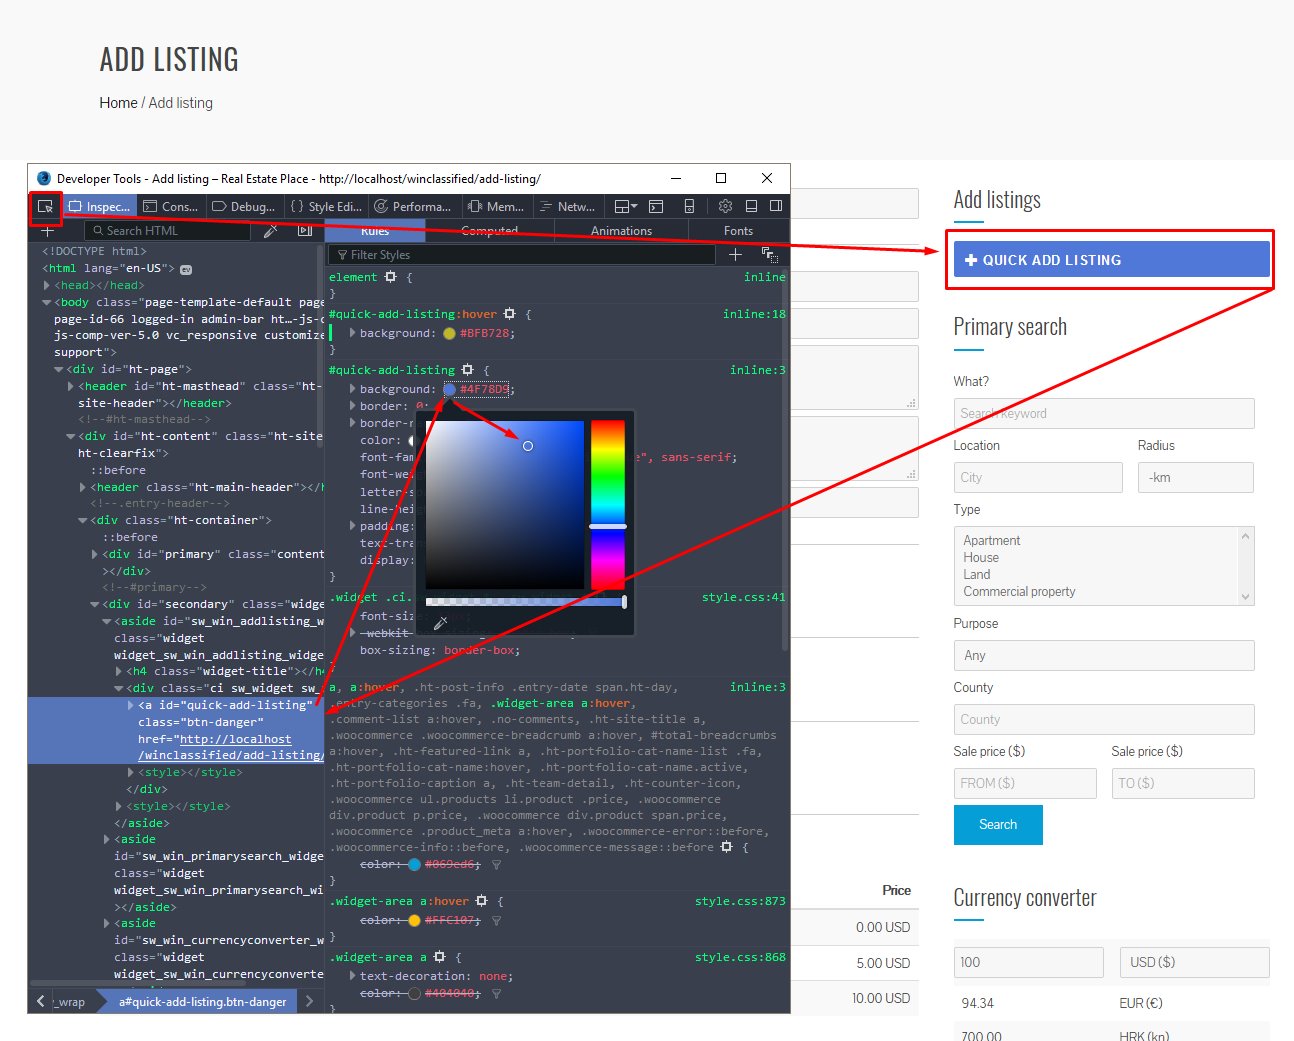 ADD LISTING
Home / Add listing
Developer Tools - Add listing – Real Estate Place - http://localhost/winclassified/add-listing/
Inspec... Cons... Debug... Style Edi... Performa... Mem... Netw...
Search HTML
<!DOCTYPE html>
<html lang="en-US"> ev
<head></head>
<body class="page-template-default page
page-id-66 logged-in admin-bar ht…-js-c
js-comp-ver-5.0 vc_responsive customize
support">
<div id="ht-page">
<header id="ht-masthead" class="ht-
site-header"></header>
<!--#ht-masthead-->
<div id="ht-content" class="ht-site
ht-clearfix">
::before
<header class="ht-main-header"></h
<!--.entry-header-->
<div class="ht-container">
::before
<div id="primary" class="content
></div>
<!--#primary-->
<div id="secondary" class="widge
<aside id="sw_win_addlisting_w
class="widget
widget_sw_win_addlisting_widge
<h4 class="widget-title"></h4
<div class="ci sw_widget sw_
<a id="quick-add-listing"
class="btn-danger"
href="http://localhost
/winclassified/add-listing/
<style></style>
</div>
<style></style>
</aside>
<aside
id="sw_win_primarysearch_widge
class="widget
widget_sw_win_primarysearch_wi
></aside>
<aside
id="sw_win_currencyconverter_w
class="widget
widget_sw_win_currencyconverte
_wrap a#quick-add-listing.btn-danger
Rules Computed Animations Fonts
Filter Styles
element { inline
}
#quick-add-listing:hover { inline:18
background: #BFB728;
}
#quick-add-listing { inline:3
background: #4F78D9;
border: 0;
border-r
color:
font-fam e", sans-serif;
font-we
letter-s
line-hei
padding:
text-tran
display:
}
.widget .ci. style.css:41
font-size:
-webkit-
box-sizing: border-box;
}
a, a:hover, .ht-post-info .entry-date span.ht-day, inline:3
.entry-categories .fa, .widget-area a:hover,
.comment-list a:hover, .no-comments, .ht-site-title a,
.woocommerce .woocommerce-breadcrumb a:hover, #total-breadcrumbs
a:hover, .ht-featured-link a, .ht-portfolio-cat-name-list .fa,
.ht-portfolio-cat-name:hover, .ht-portfolio-cat-name.active,
.ht-portfolio-caption a, .ht-team-detail, .ht-counter-icon,
.woocommerce ul.products li.product .price, .woocommerce
div.product p.price, .woocommerce div.product span.price,
.woocommerce .product_meta a:hover, .woocommerce-error::before,
.woocommerce-info::before, .woocommerce-message::before {
color: #069cd6;
}
.widget-area a:hover { style.css:873
color: #FFC107;
}
.widget-area a { style.css:868
text-decoration: none;
color: #404040;
}
Price
0.00 USD
5.00 USD
10.00 USD
Add listings
QUICK ADD LISTING
Primary search
What?
Search keyword
Location Radius
City -km
Type
Apartment
House
Land
Commercial property
Purpose
Any
County
County
Sale price ($) Sale price ($)
FROM ($) TO ($)
Search
Currency converter
100 USD ($)
94.34 EUR (€)
700.00 HRK (kn)